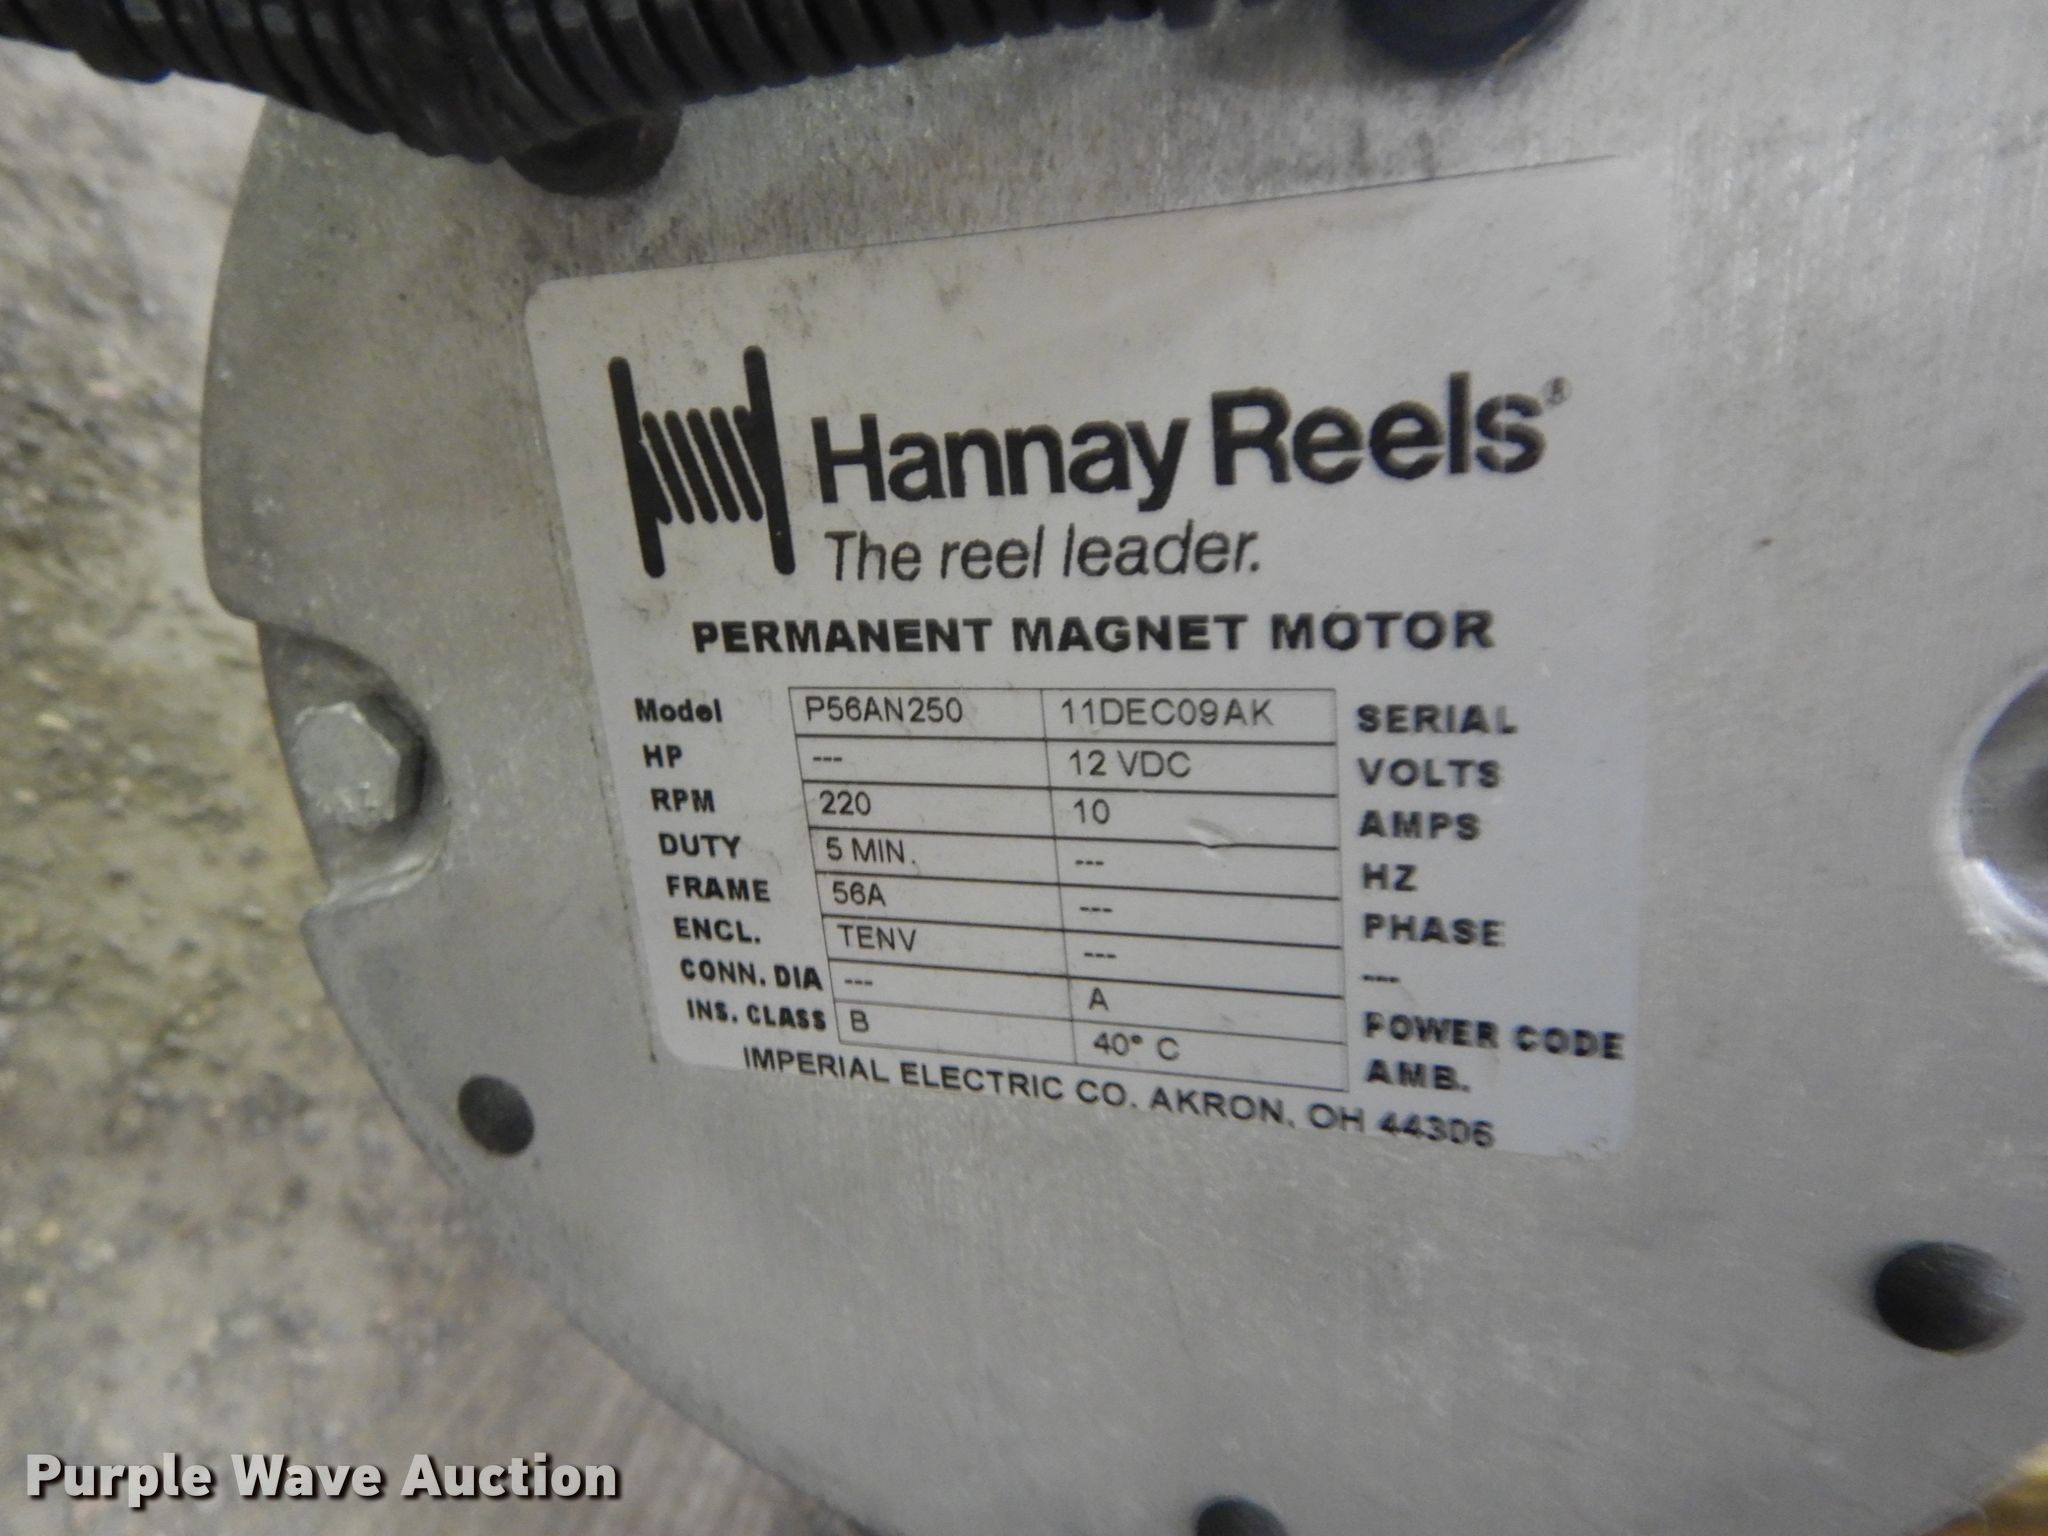 Hannay Reels®
The reel leader.
PERMANENT MAGNET MOTOR
Model P56AN250 11DEC09AK SERIAL
HP --- 12 VDC VOLTS
RPM 220 10 AMPS
DUTY 5 MIN. --- HZ
FRAME 56A --- PHASE
ENCL. TENV --- ---
CONN. DIA --- A POWER CODE
INS. CLASS B 40° C AMB.
IMPERIAL ELECTRIC CO. AKRON, OH 44306
Purple Wave Auction